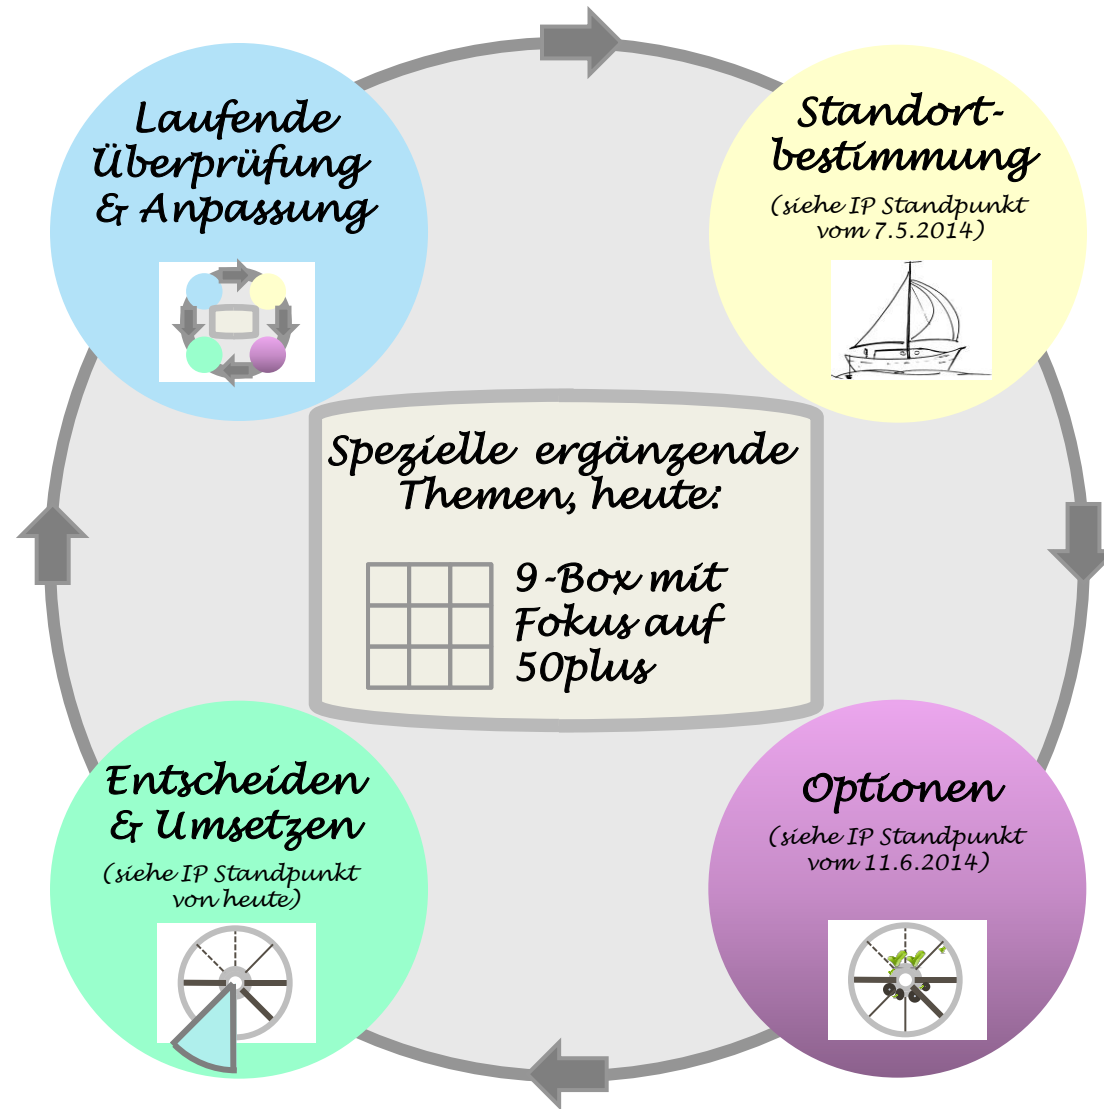 Laufende
Überprüfung
& Anpassung
Standort-
bestimmung
(siehe IP Standpunkt
vom 7.5.2014)
Spezielle ergänzende
Themen, heute:
9-Box mit
Fokus auf
50plus
Entscheiden
& Umsetzen
(siehe IP Standpunkt
von heute)
Optionen
(siehe IP Standpunkt
vom 11.6.2014)